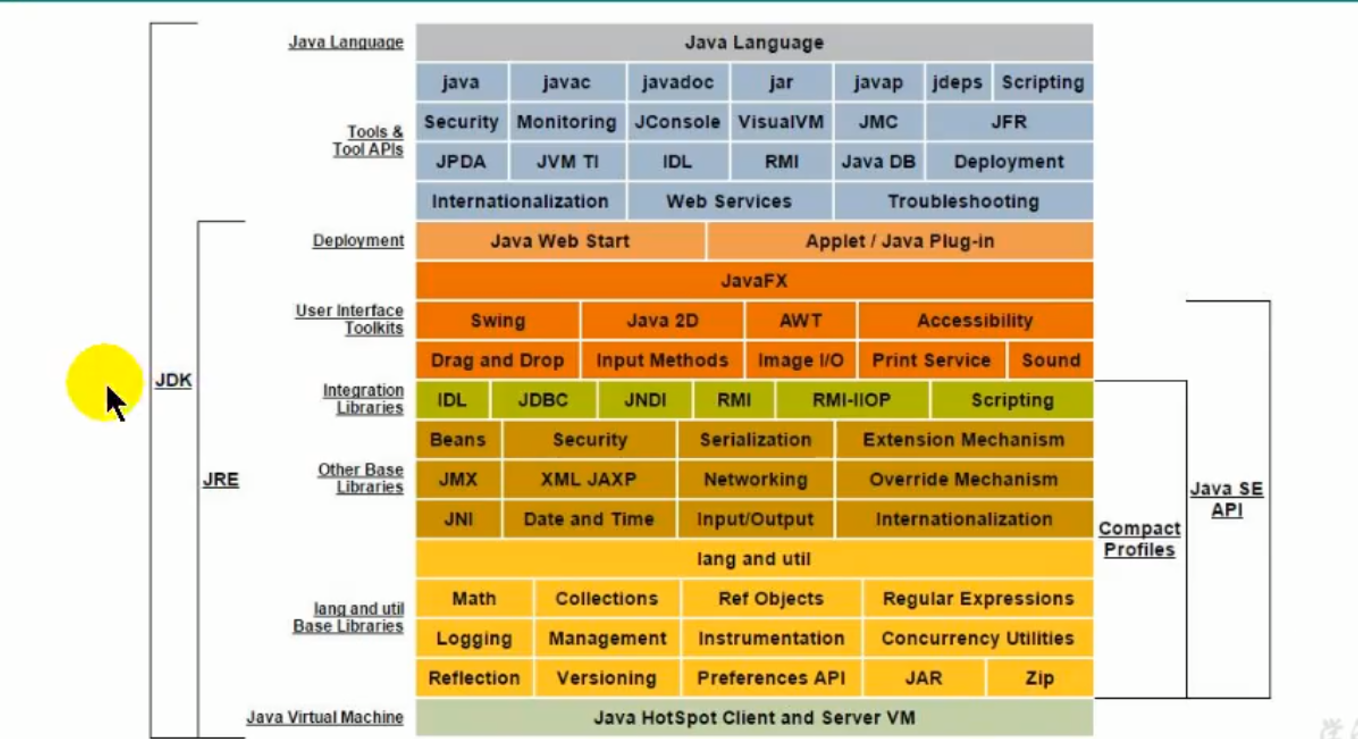 Java Language
Java Language
java javac javadoc jar javap jdeps Scripting
Tools &
Tool APIs
Security Monitoring JConsole VisualVM JMC JFR
JPDA JVM TI IDL RMI Java DB Deployment
Internationalization Web Services Troubleshooting
Deployment
Java Web Start Applet / Java Plug-in
JavaFX
User Interface
Toolkits
Swing Java 2D AWT Accessibility
Drag and Drop Input Methods Image I/O Print Service Sound
JDK
Integration
Libraries
IDL JDBC JNDI RMI RMI-IIOP Scripting
Beans Security Serialization Extension Mechanism
JRE
Other Base
Libraries
JMX XML JAXP Networking Override Mechanism
JNI Date and Time Input/Output Internationalization
Java SE
API
Compact
Profiles
lang and util
lang and util
Base Libraries
Math Collections Ref Objects Regular Expressions
Logging Management Instrumentation Concurrency Utilities
Reflection Versioning Preferences API JAR Zip
Java Virtual Machine
Java HotSpot Client and Server VM